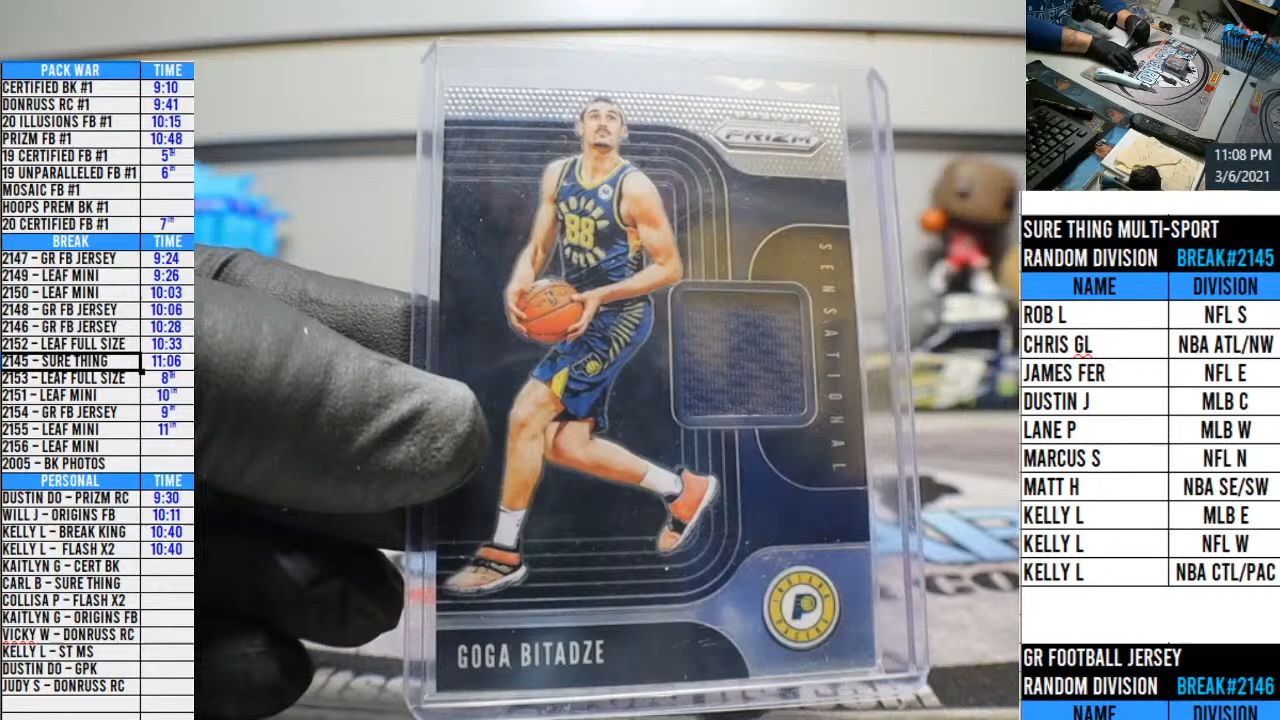 PACK WAR TIME
CERTIFIED BK #1 9:10
DONRUSS RC #1 9:41
20 ILLUSIONS FB #1 10:15
PRIZM FB #1 10:48
19 CERTIFIED FB #1 5TH
19 UNPARALLELED FB #1 6TH
MOSAIC FB #1
HOOPS PREM BK #1
20 CERTIFIED FB #1 7TH
BREAK TIME
2147 - GR FB JERSEY 9:24
2149 - LEAF MINI 9:26
2150 - LEAF MINI 10:03
2148 - GR FB JERSEY 10:06
2146 - GR FB JERSEY 10:28
2152 - LEAF FULL SIZE 10:33
2145 - SURE THING 11:06
2153 - LEAF FULL SIZE 8TH
2151 - LEAF MINI 10TH
2154 - GR FB JERSEY 9TH
2155 - LEAF MINI 11TH
2156 - LEAF MINI
2005 - BK PHOTOS
PERSONAL TIME
DUSTIN DO - PRIZM RC 9:30
WILL J - ORIGINS FB 10:11
KELLY L - BREAK KING 10:40
KELLY L - FLASH X2 10:40
KAITLYN G - CERT BK
CARL B - SURE THING
COLLISA P - FLASH X2
KAITLYN G - ORIGINS FB
VICKY W - DONRUSS RC
KELLY L - ST MS
DUSTIN DO - GPK
JUDY S - DONRUSS RC
PRIZM
INDIANA
88
PACERS
SENSATIONAL
INDIANA
P
PACERS
GOGA BITADZE
11:08 PM
3/6/2021
SURE THING MULTI-SPORT
RANDOM DIVISION BREAK#2145
NAME DIVISION
ROB L NFL S
CHRIS GL NBA ATL/NW
JAMES FER NFL E
DUSTIN J MLB C
LANE P MLB W
MARCUS S NFL N
MATT H NBA SE/SW
KELLY L MLB E
KELLY L NFL W
KELLY L NBA CTL/PAC
GR FOOTBALL JERSEY
RANDOM DIVISION BREAK#2146
NAME DIVISION